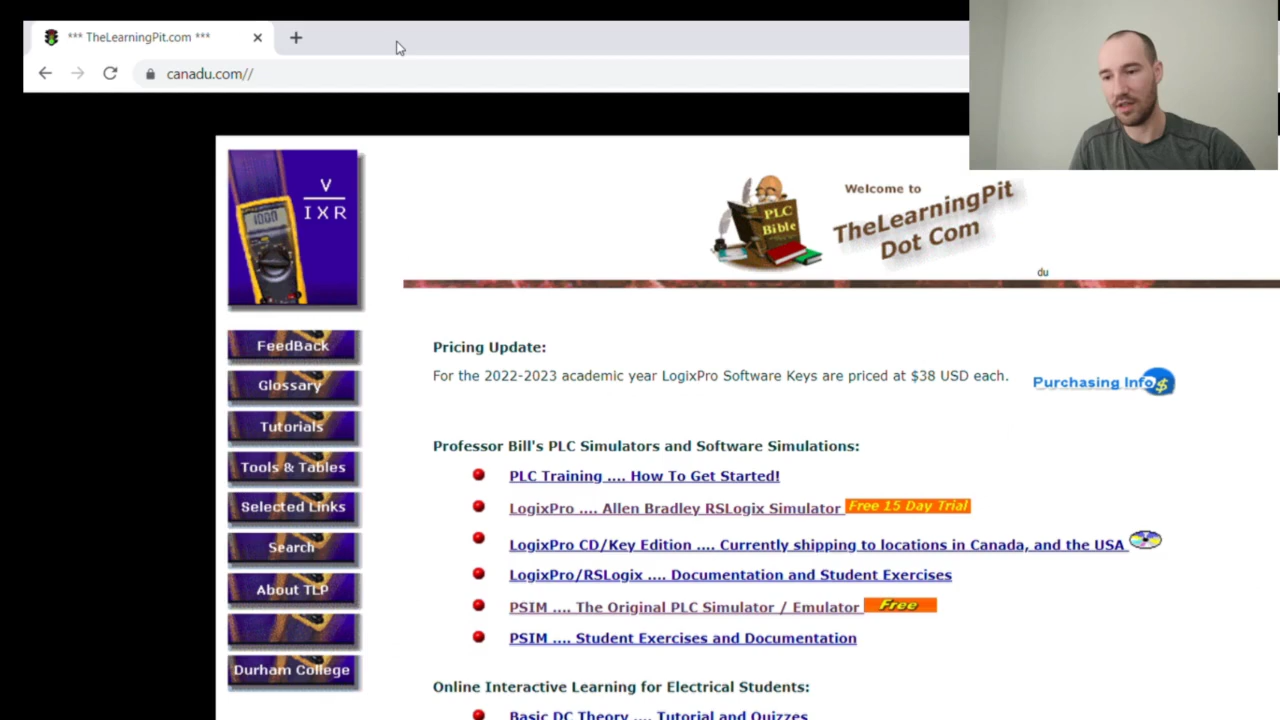 *** TheLearningPit.com ***
canadu.com//
V
IXR
1000
PLC
Bible
Welcome to
TheLearningPit
Dot Com
du
FeedBack
Glossary
Tutorials
Tools & Tables
Selected Links
Search
About TLP
Durham College
Pricing Update:
For the 2022-2023 academic year LogixPro Software Keys are priced at $38 USD each.
Purchasing Info$
Professor Bill's PLC Simulators and Software Simulations:
PLC Training .... How To Get Started!
LogixPro .... Allen Bradley RSLogix Simulator Free 15 Day Trial
LogixPro CD/Key Edition .... Currently shipping to locations in Canada, and the USA
LogixPro/RSLogix .... Documentation and Student Exercises
PSIM .... The Original PLC Simulator / Emulator Free
PSIM .... Student Exercises and Documentation
Online Interactive Learning for Electrical Students:
Basic DC Theory .... Tutorial and Quizzes